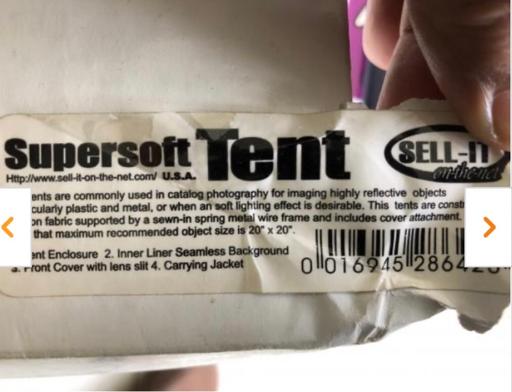 Supersoft Tent
SELL-IT
on-the-net
Http://www.sell-it-on-the-net.com/ U.S.A.
ents are commonly used in catalog photography for imaging highly reflective objects
cularly plastic and metal, or when an soft lighting effect is desirable. This tents are constr
on fabric supported by a sewn-in spring metal wire frame and includes cover attachment.
that maximum recommended object size is 20" x 20".
ent Enclosure 2. Inner Liner Seamless Background
3. Front Cover with lens slit 4. Carrying Jacket
0 016945 2864